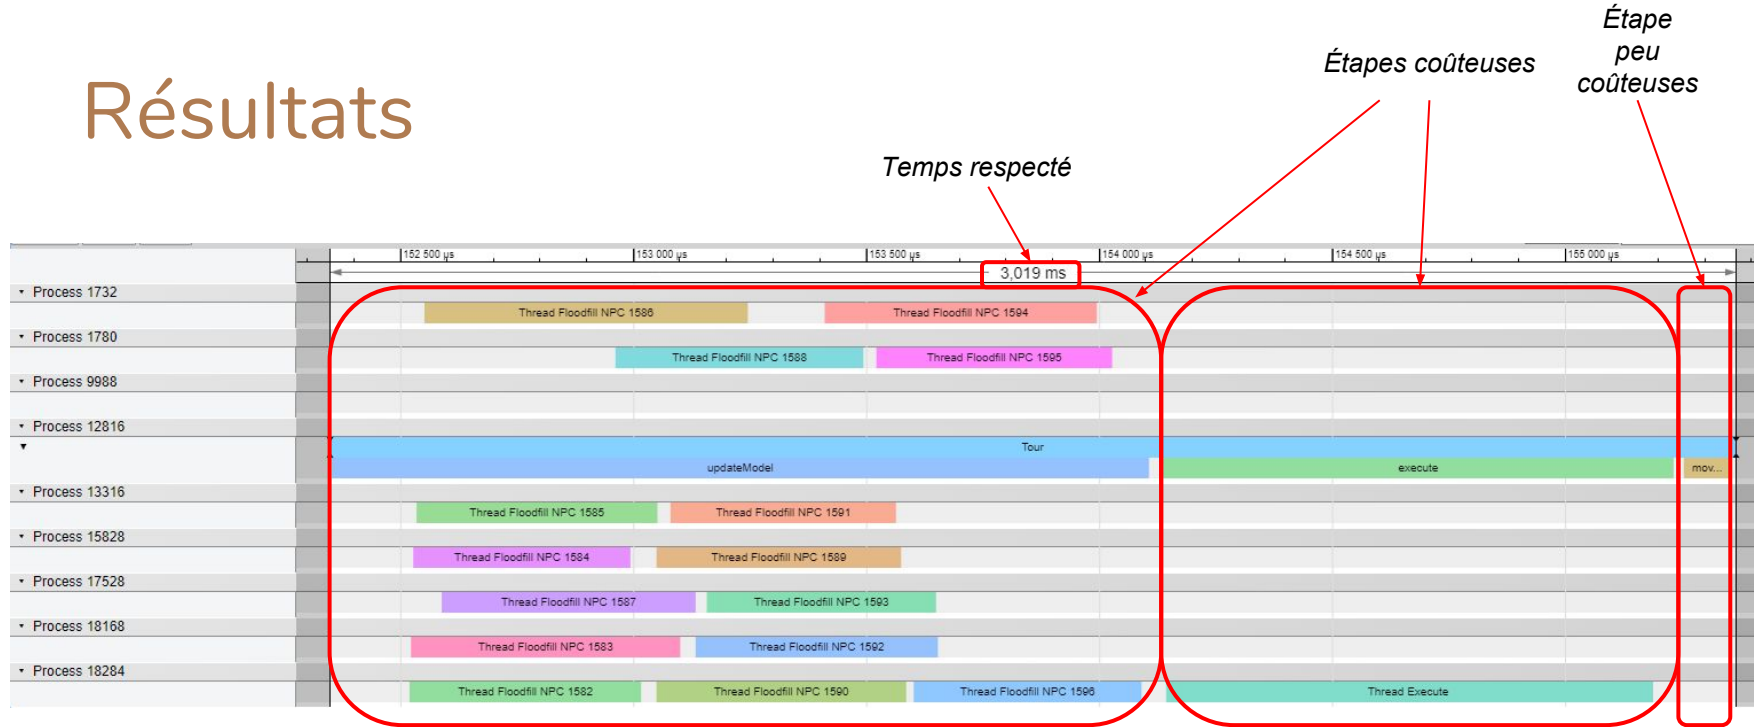 Étape
peu
coûteuses
Étapes coûteuses
Résultats
Temps respecté
152 500 µs
153 000 µs
153 500 µs
154 000 µs
154 500 µs
155 000 µs
3,019 ms
Process 1732
Thread Floodfill NPC 1586
Thread Floodfill NPC 1594
Process 1780
Thread Floodfill NPC 1588
Thread Floodfill NPC 1595
Process 9988
Process 12816
Tour
updateModel
execute
mov...
Process 13316
Thread Floodfill NPC 1585
Thread Floodfill NPC 1591
Process 15828
Thread Floodfill NPC 1584
Thread Floodfill NPC 1589
Process 17528
Thread Floodfill NPC 1587
Thread Floodfill NPC 1593
Process 18168
Thread Floodfill NPC 1583
Thread Floodfill NPC 1592
Process 18284
Thread Floodfill NPC 1582
Thread Floodfill NPC 1590
Thread Floodfill NPC 1596
Thread Execute